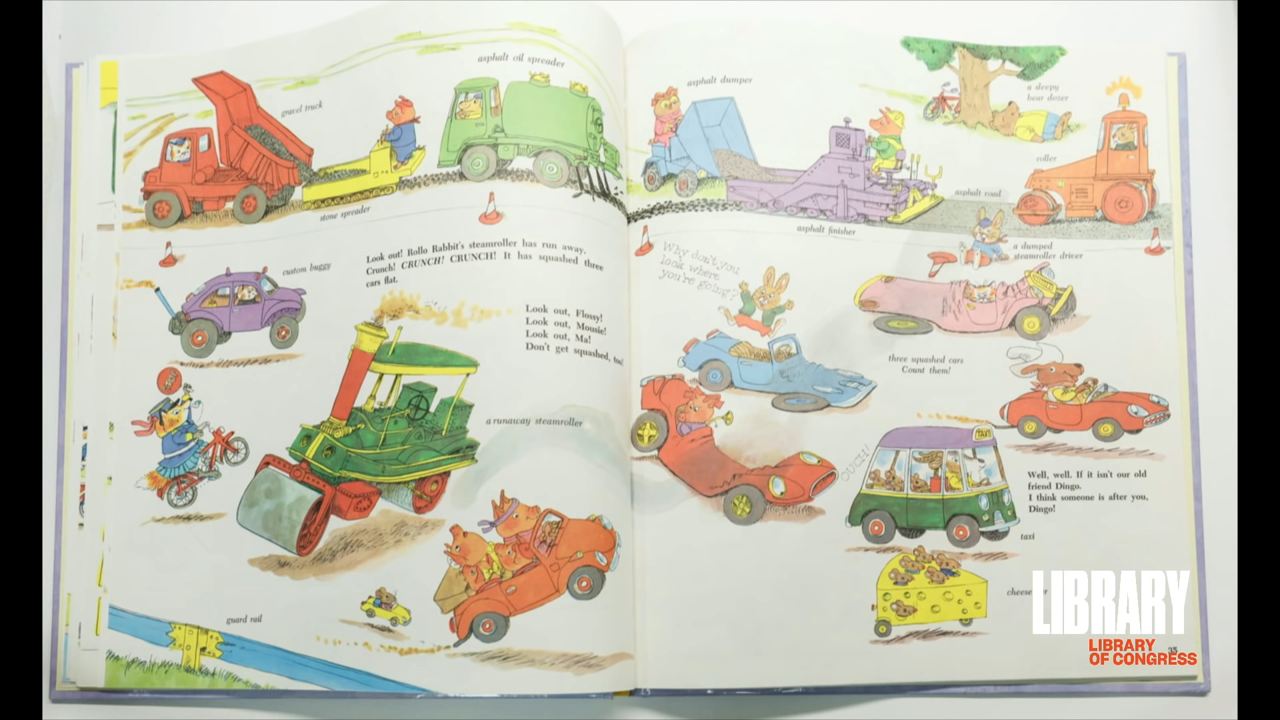 asphalt oil spreader
gravel truck
stone spreader
custom buggy
Look out! Rollo Rabbit's steamroller has run away.
Crunch! CRUNCH! CRUNCH! It has squashed three
cars flat.
Look out, Flossy!
Look out, Mousie!
Look out, Ma!
Don't get squashed, too!
a runaway steamroller
guard rail
asphalt dumper
a sleepy
bear dozer
roller
asphalt road
asphalt finisher
a dumped
steamroller driver
Why don't you
look where
you're going?
three squashed cars
Count them!
OUCH!
TAXI
Well, well. If it isn't our old
friend Dingo.
I think someone is after you,
Dingo!
taxi
35
LIBRARY
LIBRARY
OF CONGRESS